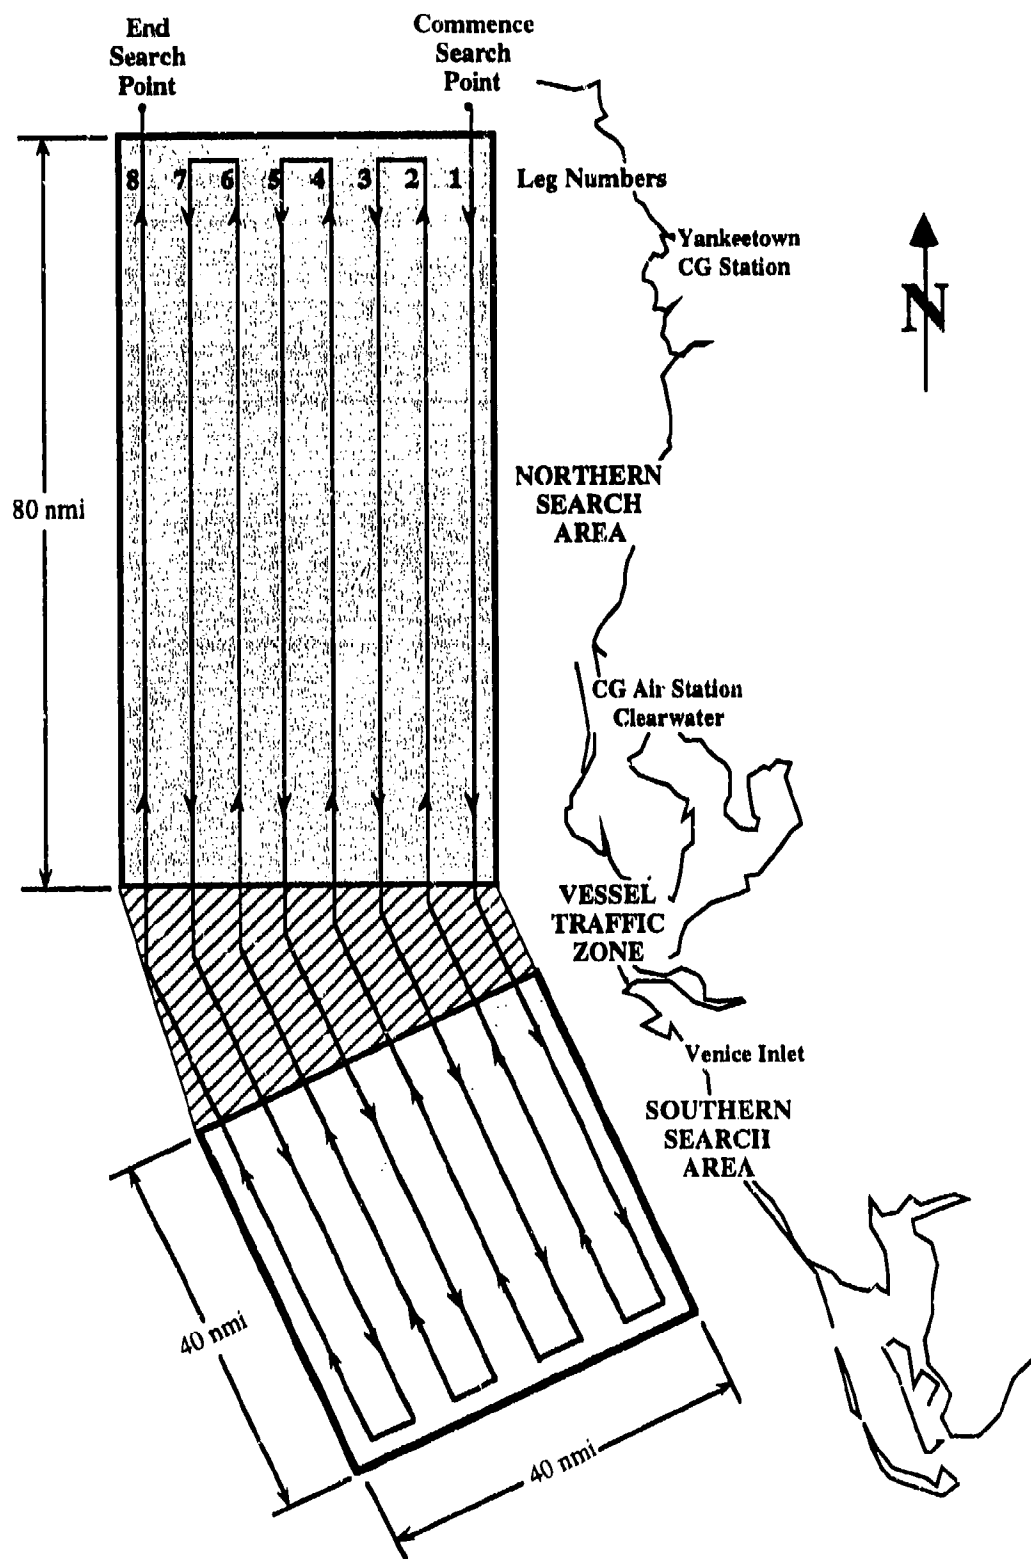 End
Search
Point
Commence
Search
Point
8 7 6 5 4 3 2 1
Leg Numbers
Yankeetown
CG Station
N
80 nmi
NORTHERN
SEARCH
AREA
CG Air Station
Clearwater
VESSEL
TRAFFIC
ZONE
Venice Inlet
SOUTHERN
SEARCH
AREA
40 nmi
40 nmi